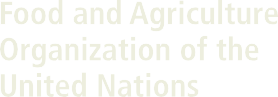 Food and Agriculture
Organization of the
United Nations